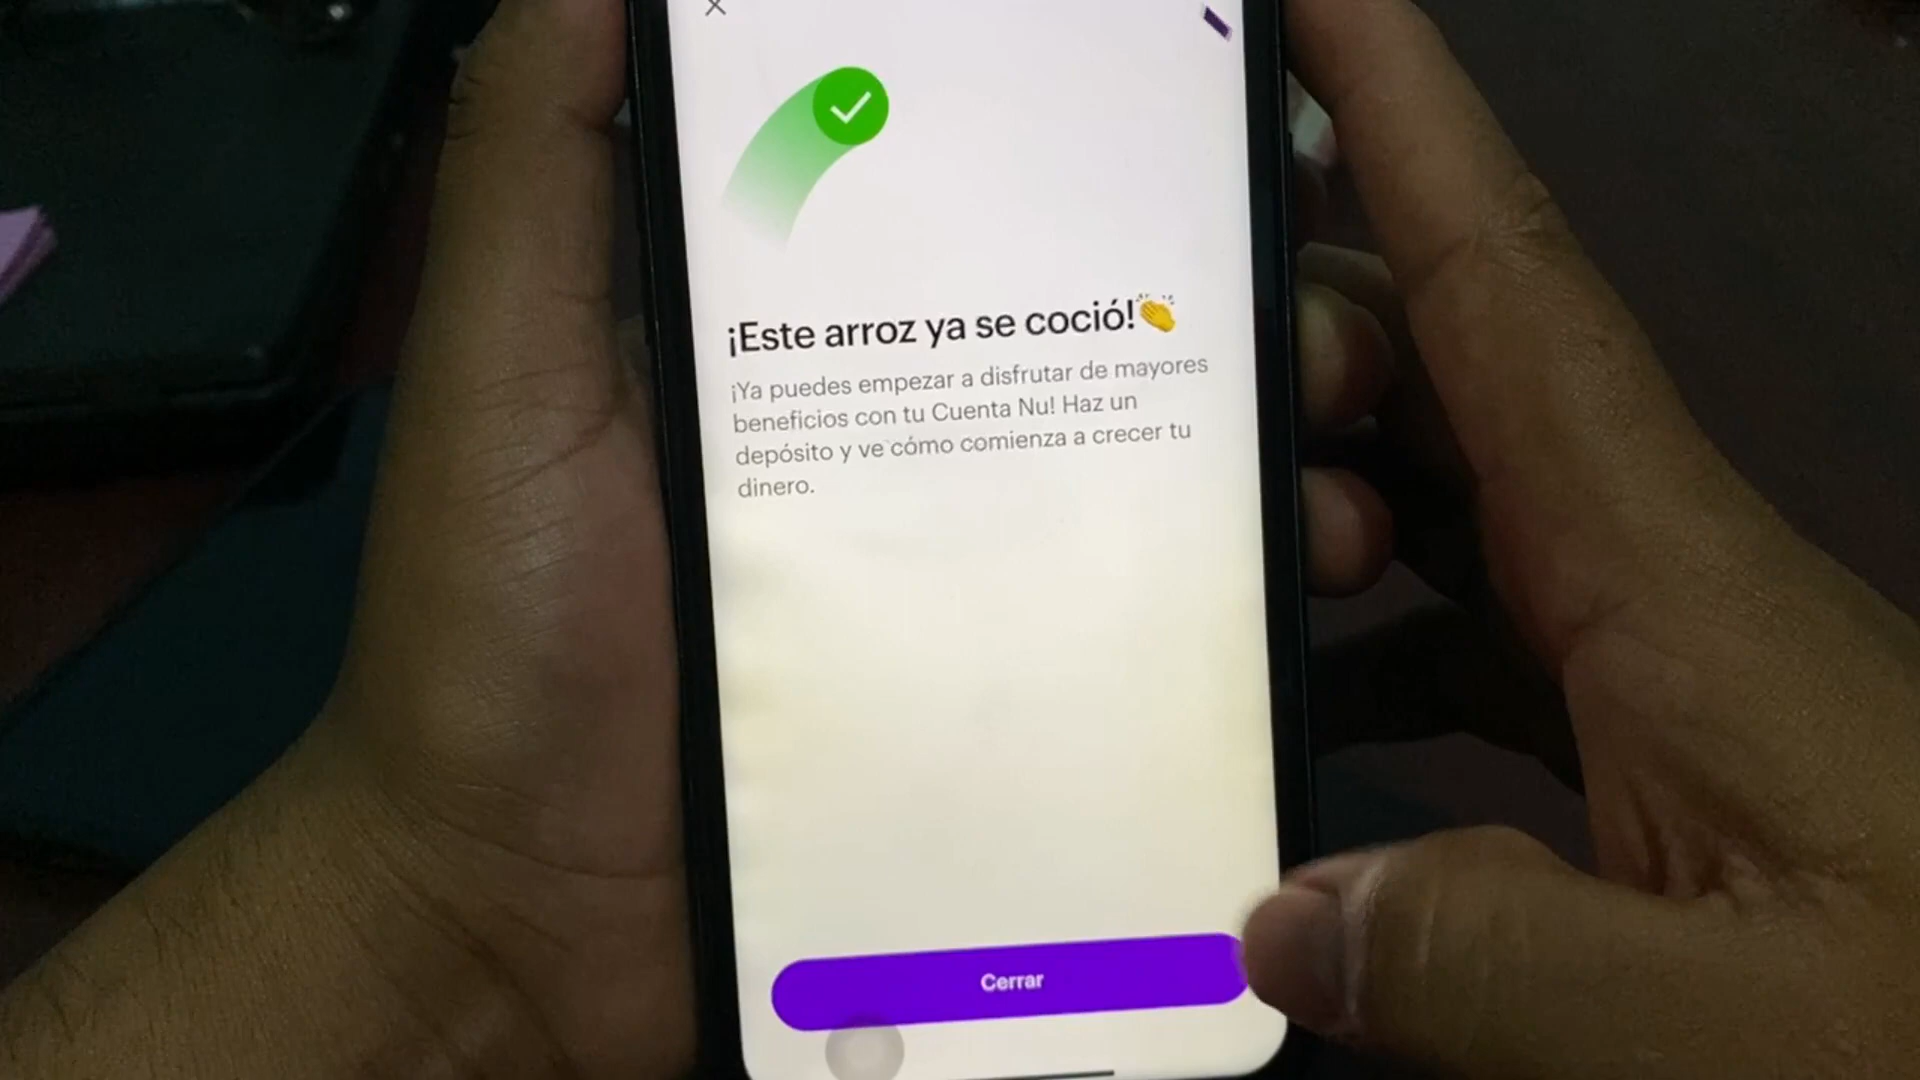 ¡Este arroz ya se coció!👏
¡Ya puedes empezar a disfrutar de mayores
beneficios con tu Cuenta Nu! Haz un
depósito y ve cómo comienza a crecer tu
dinero.
Cerrar